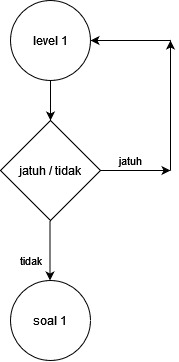 level 1
jatuh / tidak
jatuh
tidak
soal 1